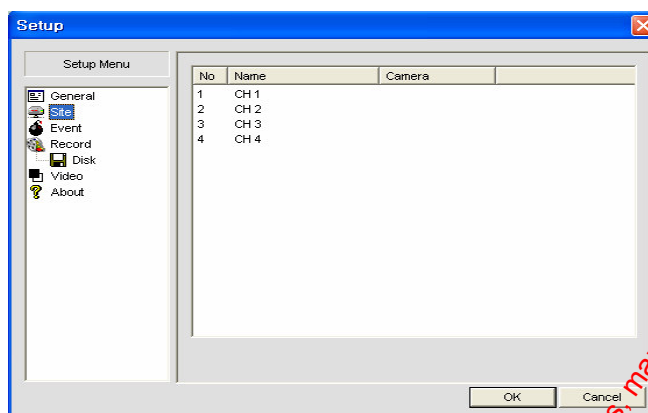 Setup
Setup Menu
General
Site
Event
Record
Disk
Video
About
No Name Camera
1 CH 1
2 CH 2
3 CH 3
4 CH 4
OK Cancel